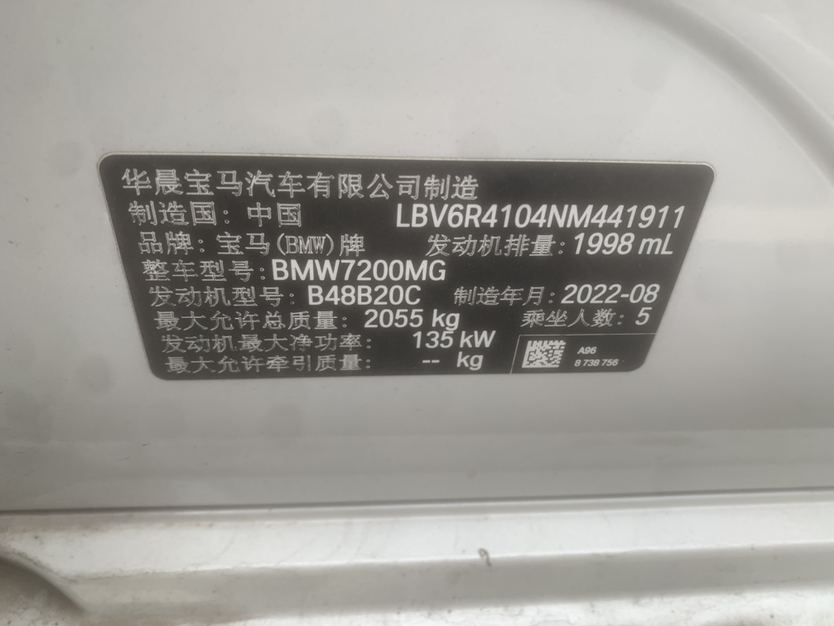 华晨宝马汽车有限公司制造
制造国：中国 LBV6R4104NM441911
品牌：宝马(BMW)牌 发动机排量：1998 mL
整车型号：BMW7200MG
发动机型号：B48B20C 制造年月：2022-08
最大允许总质量：2055 kg 乘坐人数：5
发动机最大净功率：135 kW
最大允许牵引质量：-- kg
A96
8 738 756